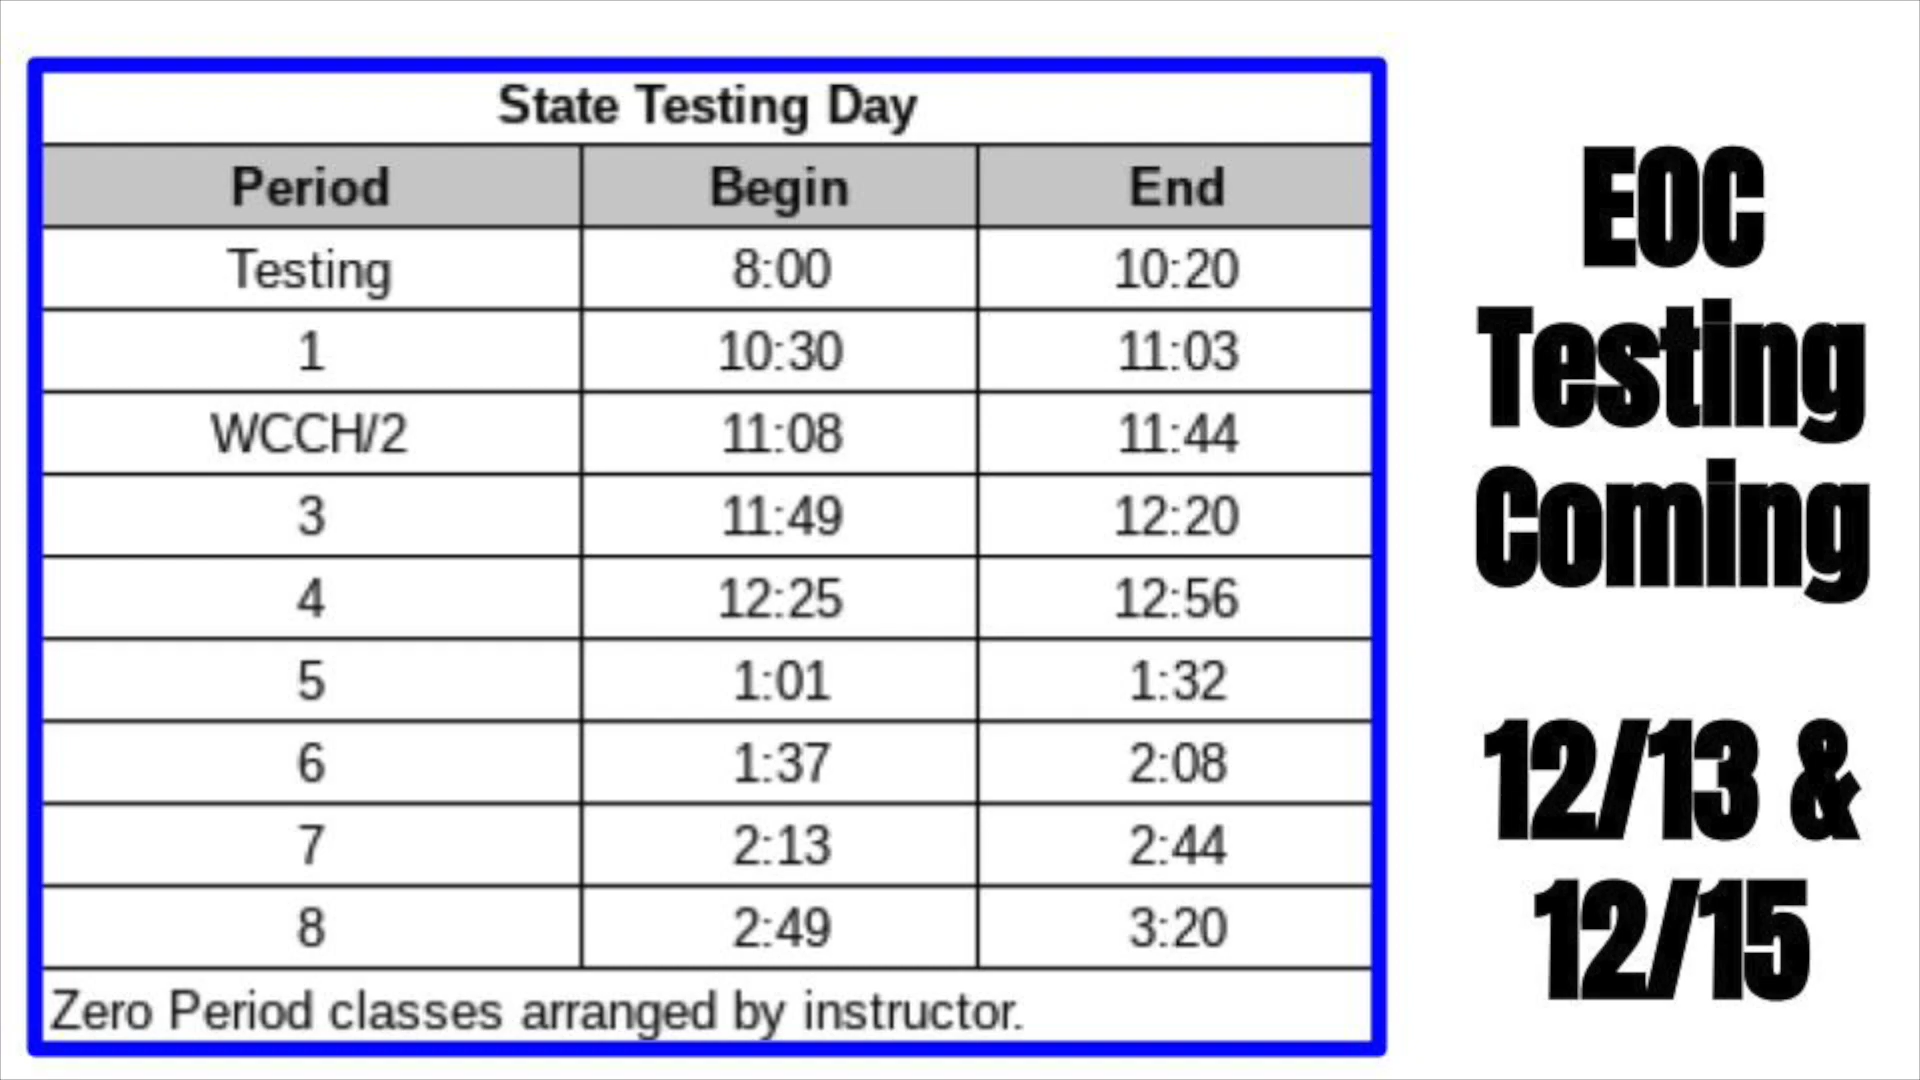 State Testing Day
Period Begin End
Testing 8:00 10:20
1 10:30 11:03
WCCH/2 11:08 11:44
3 11:49 12:20
4 12:25 12:56
5 1:01 1:32
6 1:37 2:08
7 2:13 2:44
8 2:49 3:20
Zero Period classes arranged by instructor.
EOC
Testing
Coming
12/13 &
12/15